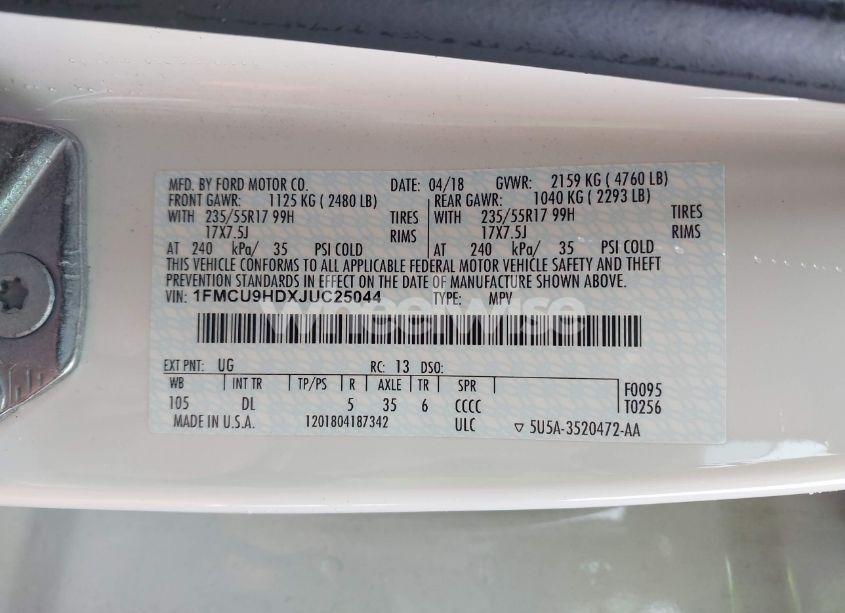 MFD. BY FORD MOTOR CO. DATE: 04/18 GVWR: 2159 KG ( 4760 LB)
FRONT GAWR: 1125 KG ( 2480 LB) REAR GAWR: 1040 KG ( 2293 LB)
WITH 235/55R17 99H TIRES WITH 235/55R17 99H TIRES
17X7.5J RIMS 17X7.5J RIMS
AT 240 kPa/ 35 PSI COLD AT 240 kPa/ 35 PSI COLD
THIS VEHICLE CONFORMS TO ALL APPLICABLE FEDERAL MOTOR VEHICLE SAFETY AND THEFT
PREVENTION STANDARDS IN EFFECT ON THE DATE OF MANUFACTURE SHOWN ABOVE.
VIN: 1FMCU9HDXJUC25044 TYPE: MPV
Wheelwise
EXT PNT: UG RC: 13 DSO:
WB INT TR TP/PS R AXLE TR SPR F0095
105 DL 5 35 6 CCCC T0256
MADE IN U.S.A. 1201804187342 ULC ▽ 5U5A-3520472-AA